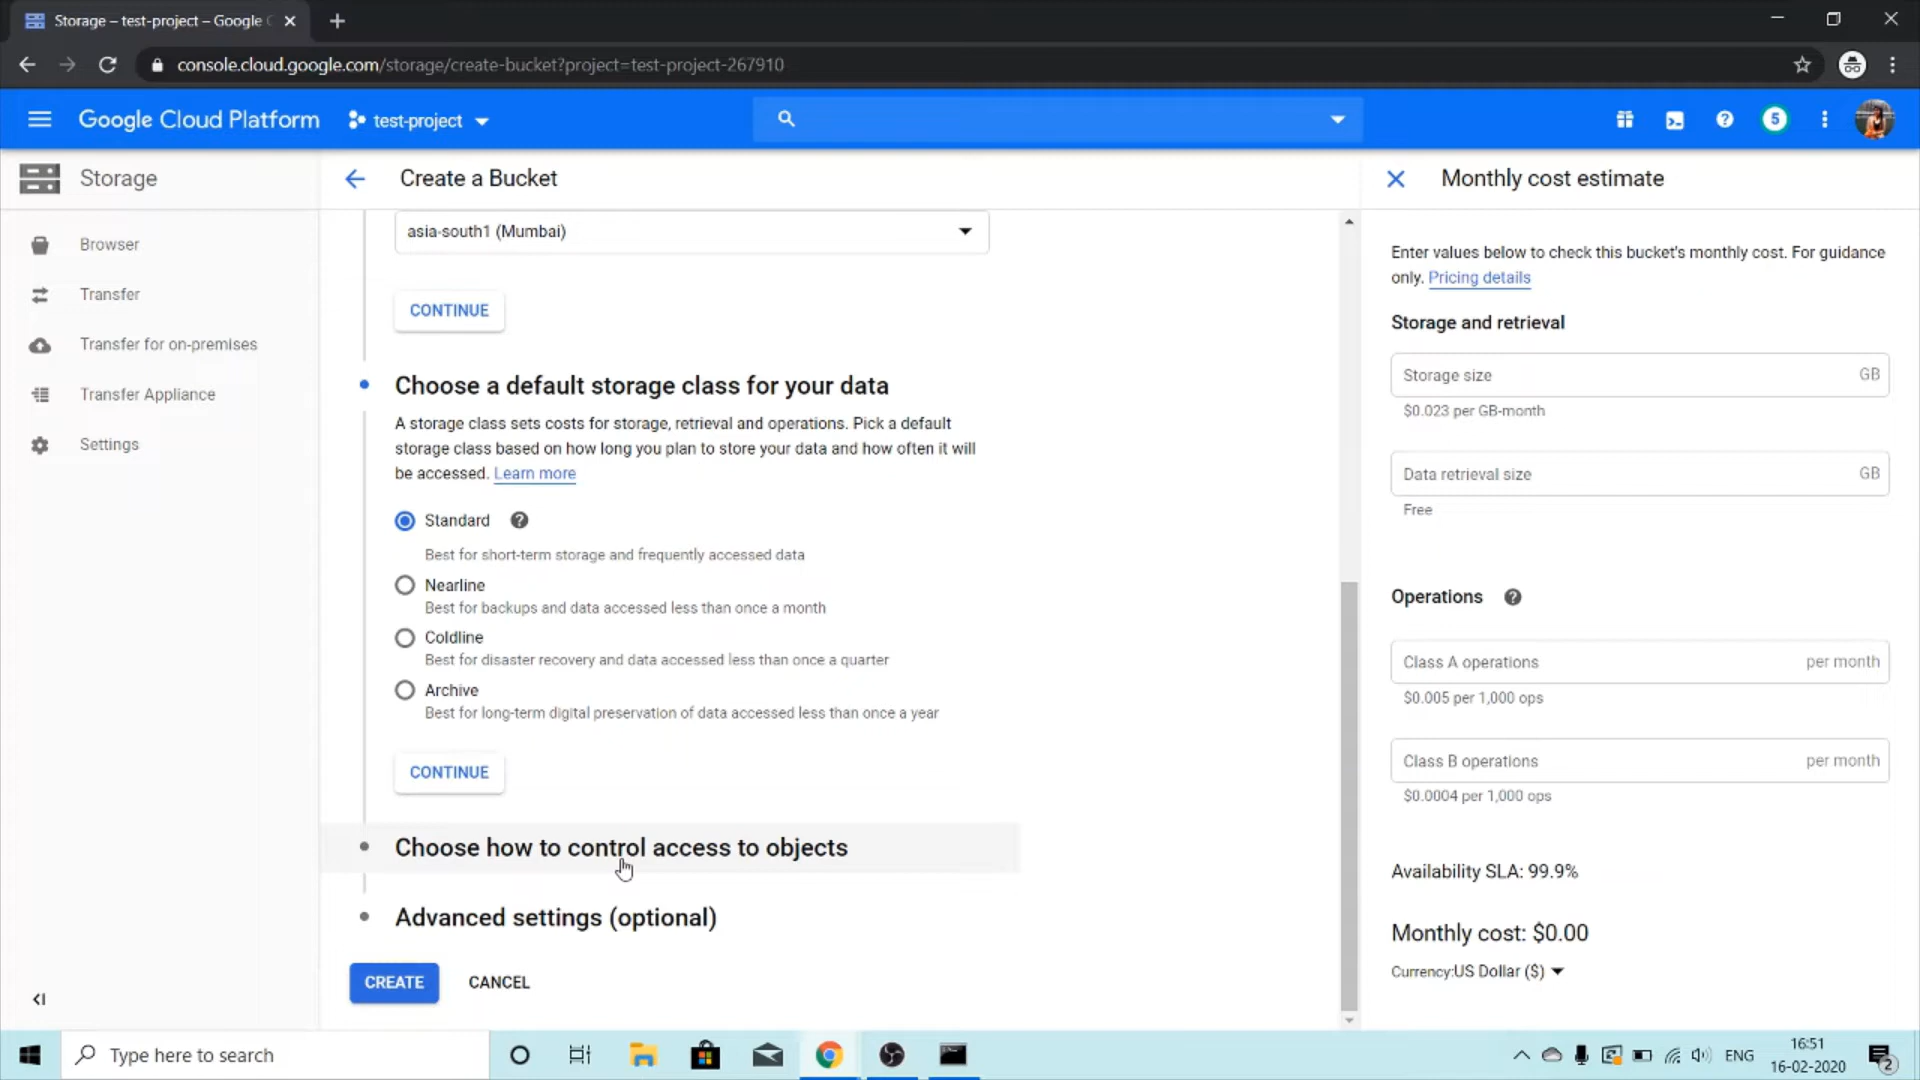 Storage – test-project – Google C
console.cloud.google.com/storage/create-bucket?project=test-project-267910
Google Cloud Platform
test-project
5
Storage
Browser
Transfer
Transfer for on-premises
Transfer Appliance
Settings
Create a Bucket
asia-south1 (Mumbai)
CONTINUE
Choose a default storage class for your data
A storage class sets costs for storage, retrieval and operations. Pick a default
storage class based on how long you plan to store your data and how often it will
be accessed. Learn more
Standard
Best for short-term storage and frequently accessed data
Nearline
Best for backups and data accessed less than once a month
Coldline
Best for disaster recovery and data accessed less than once a quarter
Archive
Best for long-term digital preservation of data accessed less than once a year
CONTINUE
Choose how to control access to objects
Advanced settings (optional)
CREATE
CANCEL
Monthly cost estimate
Enter values below to check this bucket's monthly cost. For guidance
only. Pricing details
Storage and retrieval
Storage size GB
$0.023 per GB-month
Data retrieval size GB
Free
Operations
Class A operations per month
$0.005 per 1,000 ops
Class B operations per month
$0.0004 per 1,000 ops
Availability SLA: 99.9%
Monthly cost: $0.00
Currency:US Dollar ($)
Type here to search
ENG
16:51
16-02-2020
2